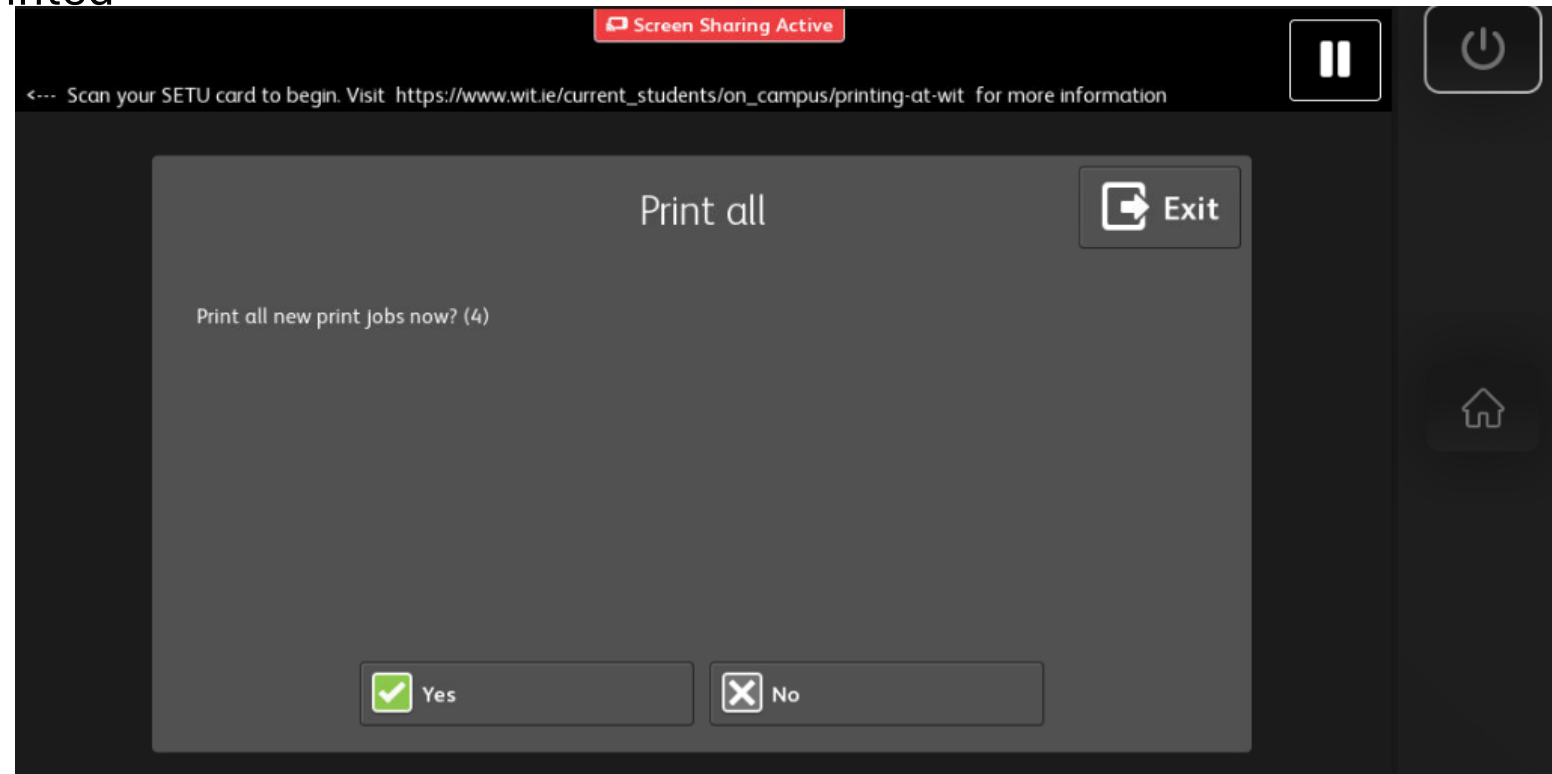 Screen Sharing Active
<--- Scan your SETU card to begin. Visit https://www.wit.ie/current_students/on_campus/printing-at-wit for more information
Print all
Exit
Print all new print jobs now? (4)
Yes
No